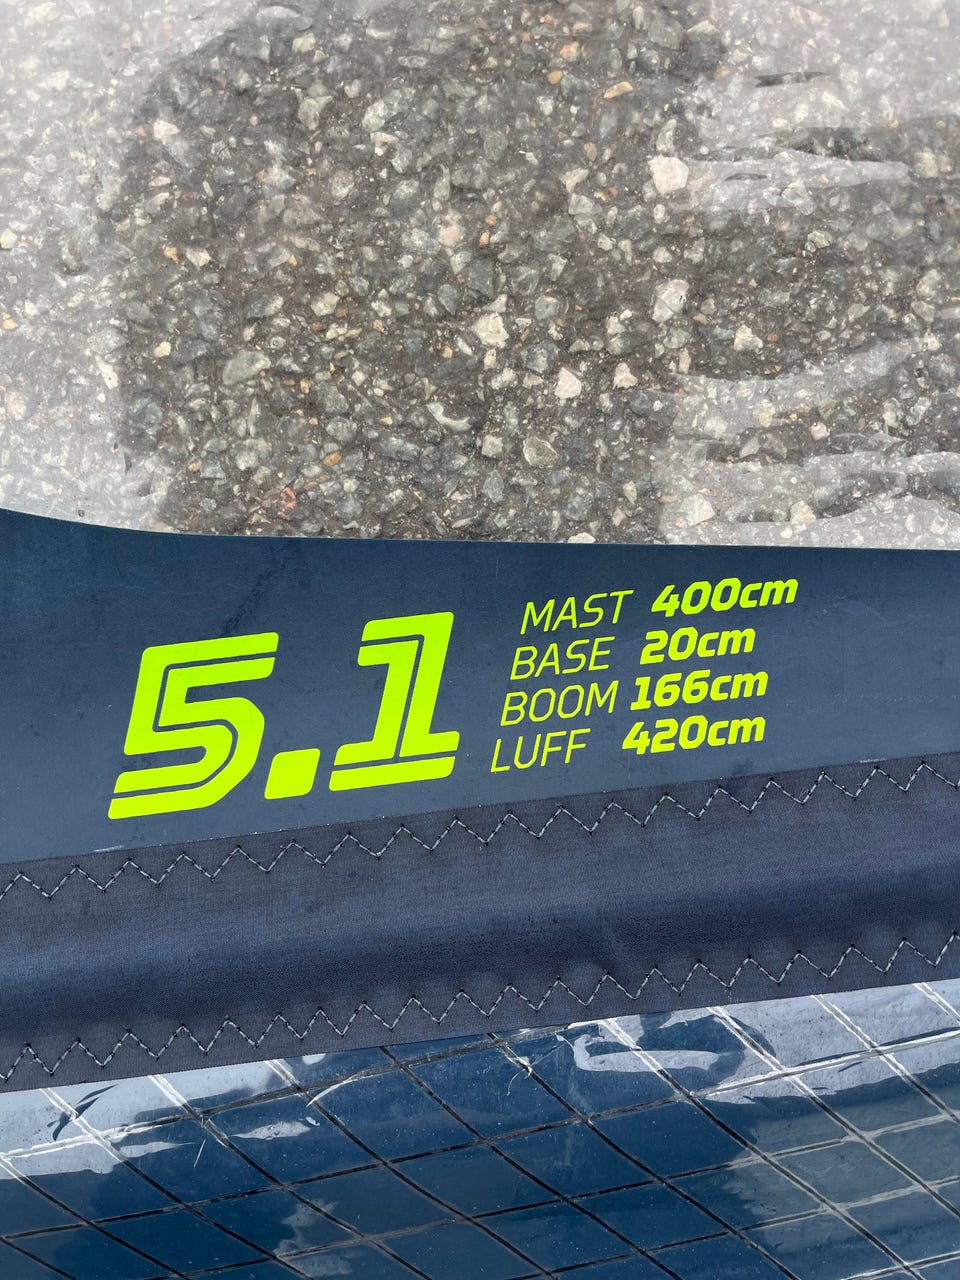 5.1
MAST 400cm
BASE 20cm
BOOM 166cm
LUFF 420cm